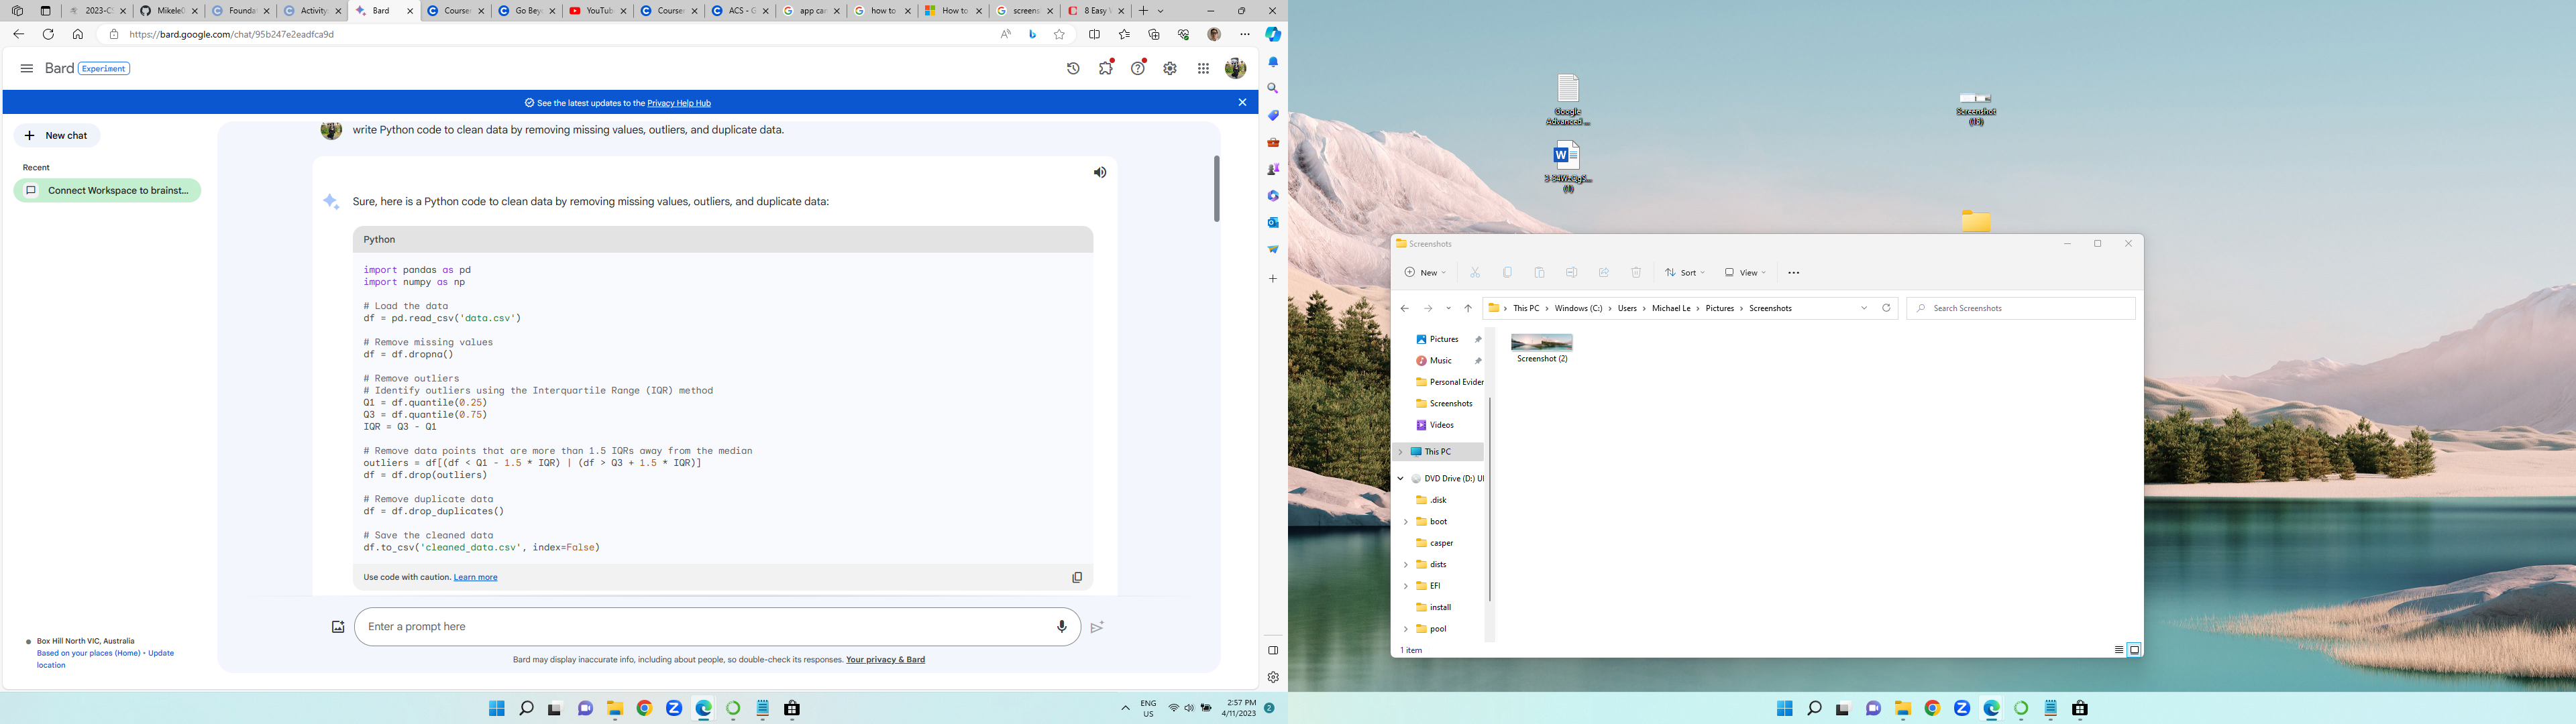 2023-CS
Mikele0
Founda
Activity
Bard
Course
Go Bey
YouTub
Course
ACS - G
app car
how to
How to
screens
8 Easy
https://bard.google.com/chat/95b247e2eadfca9d
Bard Experiment
See the latest updates to the Privacy Help Hub
New chat
Recent
Connect Workspace to brainst...
write Python code to clean data by removing missing values, outliers, and duplicate data.
Sure, here is a Python code to clean data by removing missing values, outliers, and duplicate data:
Python
import pandas as pd
import numpy as np
# Load the data
df = pd.read_csv('data.csv')
# Remove missing values
df = df.dropna()
# Remove outliers
# Identify outliers using the Interquartile Range (IQR) method
Q1 = df.quantile(0.25)
Q3 = df.quantile(0.75)
IQR = Q3 - Q1
# Remove data points that are more than 1.5 IQRs away from the median
outliers = df[(df < Q1 - 1.5 * IQR) | (df > Q3 + 1.5 * IQR)]
df = df.drop(outliers)
# Remove duplicate data
df = df.drop_duplicates()
# Save the cleaned data
df.to_csv('cleaned_data.csv', index=False)
Use code with caution. Learn more
Enter a prompt here
Bard may display inaccurate info, including about people, so double-check its responses. Your privacy & Bard
Box Hill North VIC, Australia
Based on your places (Home) • Update
location
ENG
US
2:57 PM
4/11/2023
2
Google
Advanced ...
(1)
Screenshot
(18)
Screenshots
New
Sort
View
This PC > Windows (C:) > Users > Michael Le > Pictures > Screenshots
Search Screenshots
Pictures
Music
Personal Eviden
Screenshots
Videos
This PC
DVD Drive (D:) U
.disk
boot
casper
dists
EFI
install
pool
Screenshot (2)
1 item